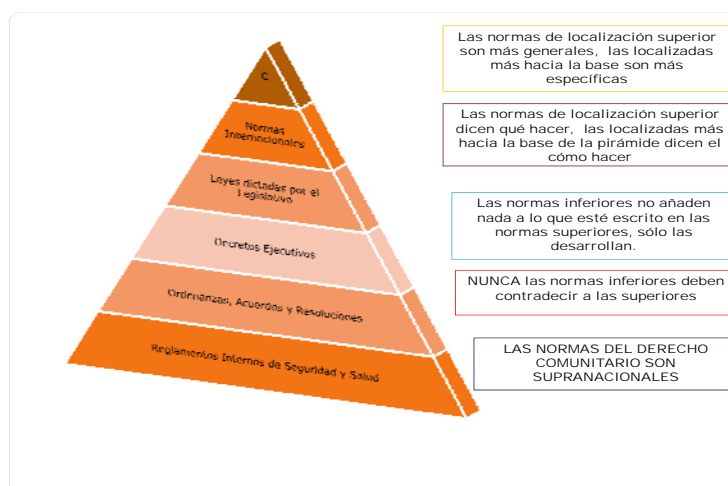 C
Normas
Internacionales
Leyes dictadas por el
Legislativo
Decretos Ejecutivos
Ordenanzas, Acuerdos y Resoluciones
Reglamentos Internos de Seguridad y Salud
Las normas de localización superior
son más generales, las localizadas
más hacia la base son más
específicas
Las normas de localización superior
dicen qué hacer, las localizadas más
hacia la base de la pirámide dicen el
cómo hacer
Las normas inferiores no añaden
nada a lo que esté escrito en las
normas superiores, sólo las
desarrollan.
NUNCA las normas inferiores deben
contradecir a las superiores
LAS NORMAS DEL DERECHO
COMUNITARIO SON
SUPRANACIONALES